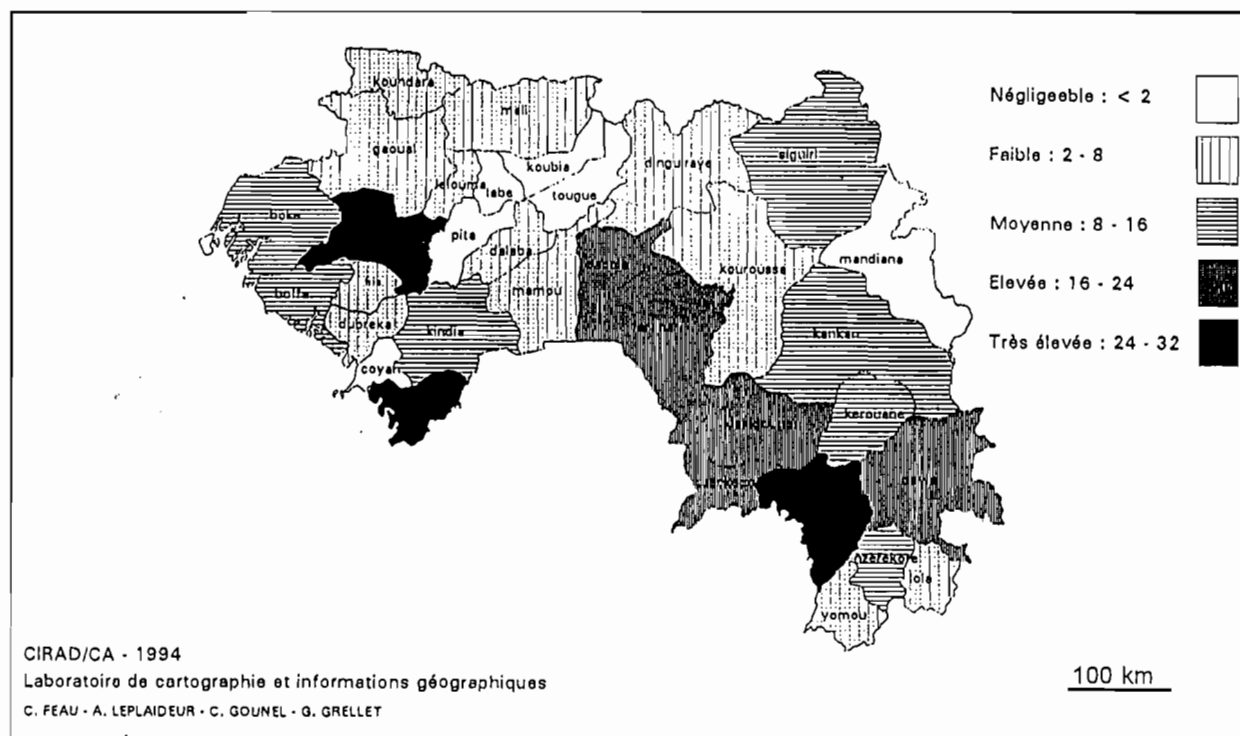 koundara
mali
gaoual
koubia
dinguiraye
siguiri
lelouma
labe
tougue
boke
pita
dalaba
mandiana
kourousse
mamou
boffa
dubreka
kindia
kankan
coyah
kerouane
nzerekore
lola
yomou
Négligeable : < 2
Faible : 2 - 8
Moyenne : 8 - 16
Elevée : 16 - 24
Très élevée : 24 - 32
CIRAD/CA - 1994
Laboratoire de cartographie et informations géographiques
C. FEAU - A. LEPLAIDEUR - C. GOUNEL - G. GRELLET
100 km